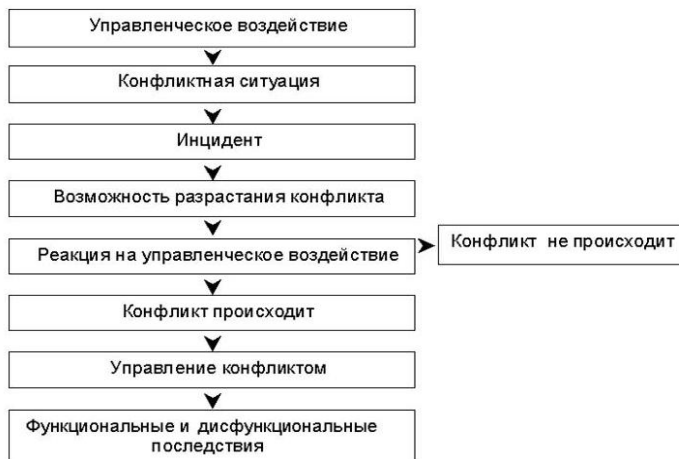 Управленческое воздействие
Конфликтная ситуация
Инцидент
Возможность разрастания конфликта
Реакция на управленческое воздействие
Конфликт не происходит
Конфликт происходит
Управление конфликтом
Функциональные и дисфункциональные
последствия